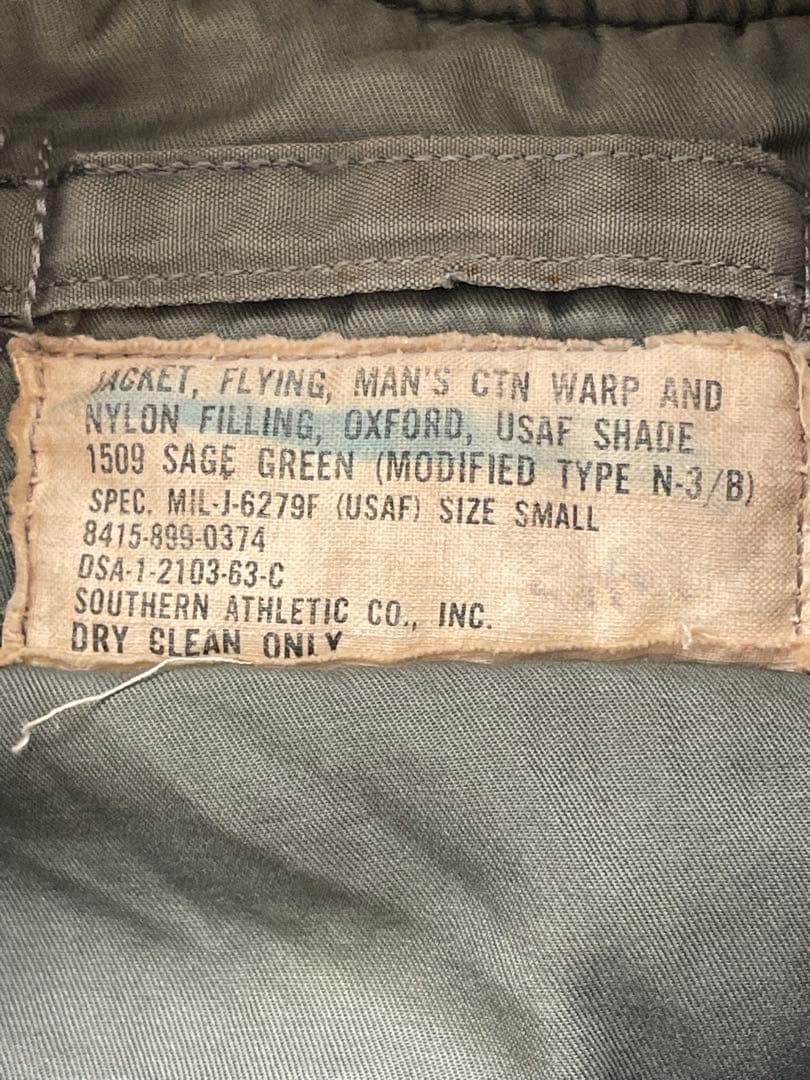 JACKET, FLYING, MAN'S CTN WARP AND
NYLON FILLING, OXFORD, USAF SHADE
1509 SAGE GREEN (MODIFIED TYPE N-3/B)
SPEC. MIL-J-6279F (USAF) SIZE SMALL
8415-899-0374
DSA-1-2103-63-C
SOUTHERN ATHLETIC CO., INC.
DRY CLEAN ONLY